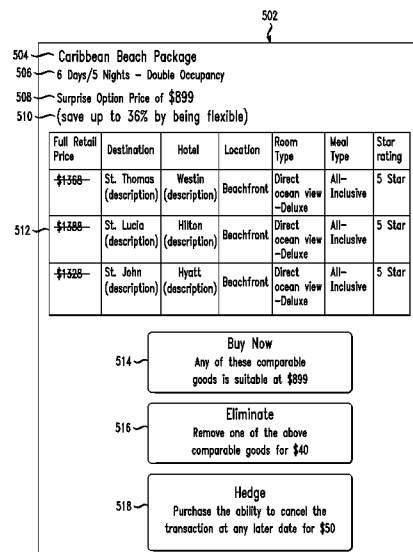 502
504 Caribbean Beach Package
506 6 Days/5 Nights - Double Occupancy
508 Surprise Option Price of $899
510 (save up to 36% by being flexible)
Full Retail Price Destination Hotel Location Room Type Meal Type Star rating
512
$1368 St. Thomas (description) Westin (description) Beachfront Direct ocean view -Deluxe All-Inclusive 5 Star
$1388 St. Lucia (description) Hilton (description) Beachfront Direct ocean view -Deluxe All-Inclusive 5 Star
$1328 St. John (description) Hyatt (description) Beachfront Direct ocean view -Deluxe All-Inclusive 5 Star
514
Buy Now
Any of these comparable
goods is suitable at $899
516
Eliminate
Remove one of the above
comparable goods for $40
518
Hedge
Purchase the ability to cancel the
transaction at any later date for $50